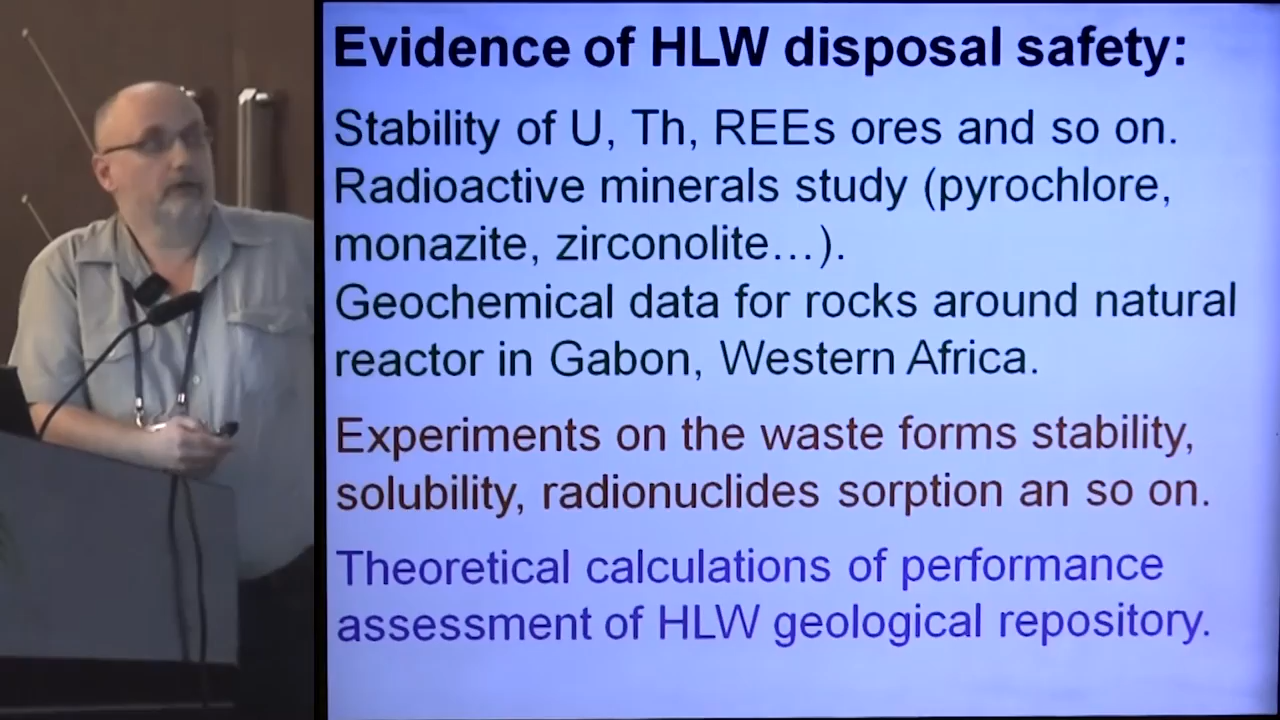 Evidence of HLW disposal safety:
Stability of U, Th, REEs ores and so on.
Radioactive minerals study (pyrochlore,
monazite, zirconolite…).
Geochemical data for rocks around natural
reactor in Gabon, Western Africa.
Experiments on the waste forms stability,
solubility, radionuclides sorption an so on.
Theoretical calculations of performance
assessment of HLW geological repository.